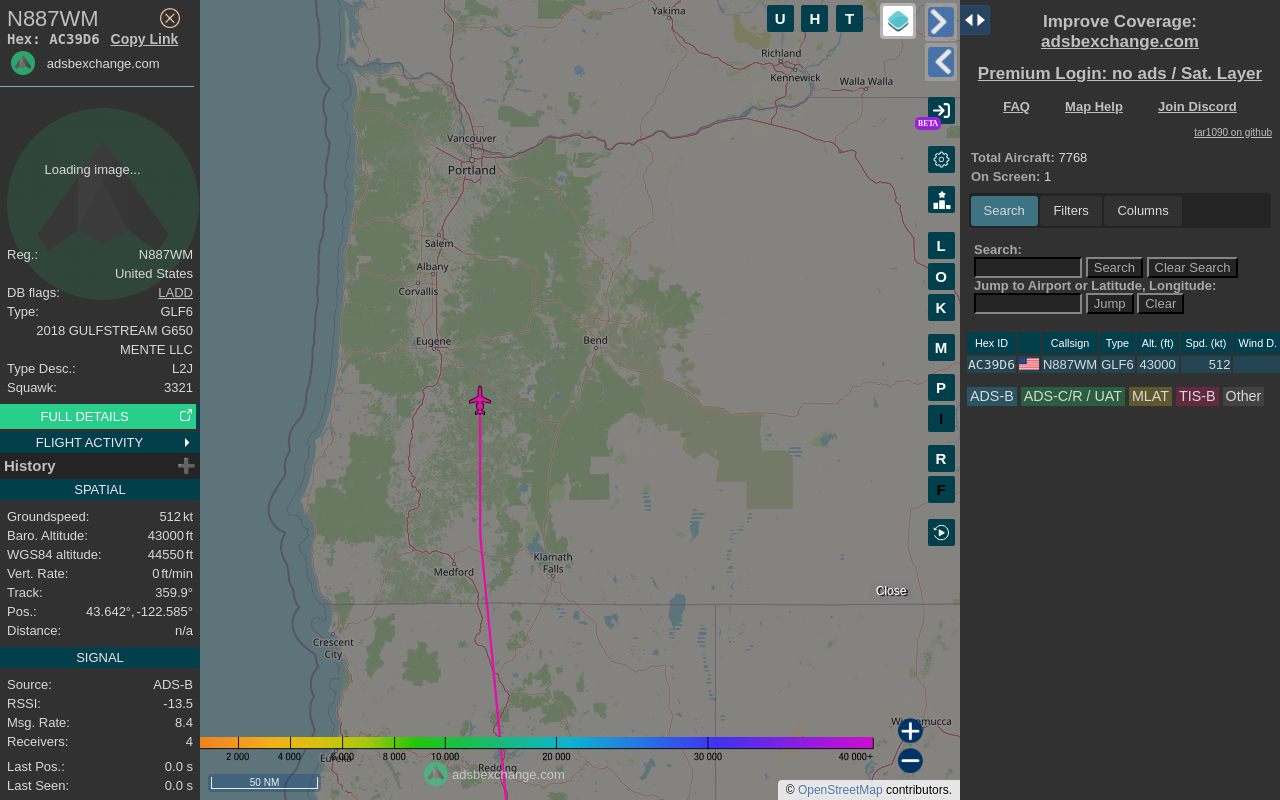 N887WM
Hex: AC39D6 Copy Link
adsbexchange.com
Loading image...
Reg.: N887WM
United States
DB flags: LADD
Type: GLF6
2018 GULFSTREAM G650
MENTE LLC
Type Desc.: L2J
Squawk: 3321
FULL DETAILS
FLIGHT ACTIVITY
History
SPATIAL
Groundspeed: 512 kt
Baro. Altitude: 43000 ft
WGS84 altitude: 44550 ft
Vert. Rate: 0 ft/min
Track: 359.9°
Pos.: 43.642°, -122.585°
Distance: n/a
SIGNAL
Source: ADS-B
RSSI: -13.5
Msg. Rate: 8.4
Receivers: 4
Last Pos.: 0.0 s
Last Seen: 0.0 s
Yakima
Richland
Kennewick
Walla Walla
Vancouver
Portland
Salem
Albany
Corvallis
Eugene
Bend
Medford
Klamath
Falls
Crescent
City
Eureka
Redding
U H T
BETA
L
O
K
M
P
I
R
F
Close
2 000 4 000 6 000 8 000 10 000 20 000 30 000 40 000+
50 NM
adsbexchange.com
© OpenStreetMap contributors.
Improve Coverage:
adsbexchange.com
Premium Login: no ads / Sat. Layer
FAQ Map Help Join Discord
tar1090 on github
Total Aircraft: 7768
On Screen: 1
Search Filters Columns
Search:
Search Clear Search
Jump to Airport or Latitude, Longitude:
Jump Clear
Hex ID Callsign Type Alt. (ft) Spd. (kt) Wind D.
AC39D6 N887WM GLF6 43000 512
ADS-B ADS-C/R / UAT MLAT TIS-B Other